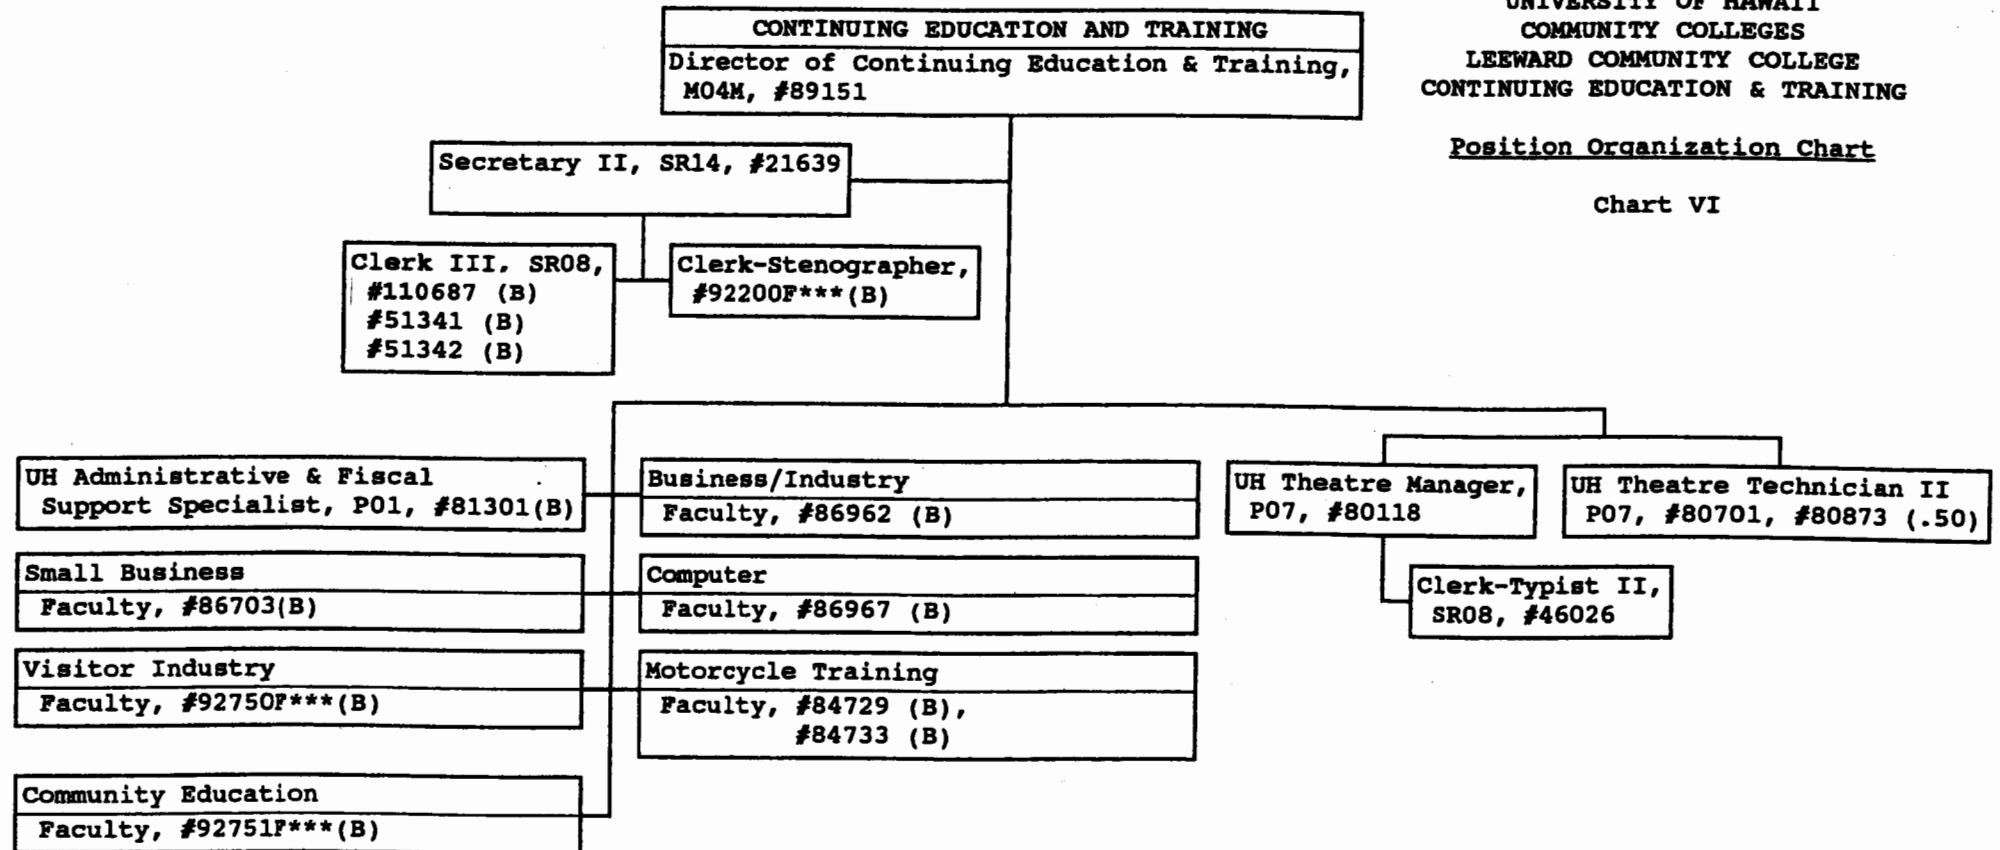 UNIVERSITY OF HAWAII
COMMUNITY COLLEGES
LEEWARD COMMUNITY COLLEGE
CONTINUING EDUCATION & TRAINING
Position Organization Chart
Chart VI
CONTINUING EDUCATION AND TRAINING
Director of Continuing Education & Training,
M04M, #89151
Secretary II, SR14, #21639
Clerk III, SR08,
#110687 (B)
#51341 (B)
#51342 (B)
Clerk-Stenographer,
#92200F***(B)
UH Administrative & Fiscal
Support Specialist, P01, #81301(B)
Business/Industry
Faculty, #86962 (B)
Small Business
Faculty, #86703(B)
Computer
Faculty, #86967 (B)
Visitor Industry
Faculty, #92750F***(B)
Motorcycle Training
Faculty, #84729 (B),
#84733 (B)
Community Education
Faculty, #92751F***(B)
UH Theatre Manager,
P07, #80118
UH Theatre Technician II
P07, #80701, #80873 (.50)
Clerk-Typist II,
SR08, #46026